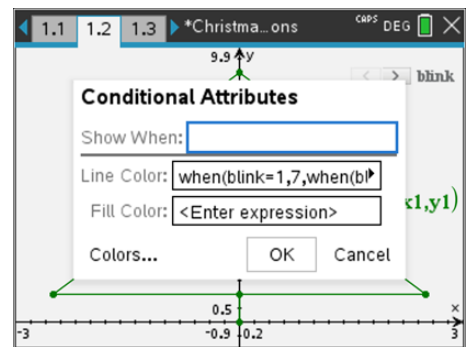 1.1 1.2 1.3 *Christma…ons CAPS DEG
9.9 y
blink
Conditional Attributes
Show When:
Line Color: when(blink=1,7,when(bl
x1,y1)
Fill Color: <Enter expression>
Colors... OK Cancel
0.5 x
-3 -0.9 0.2 3